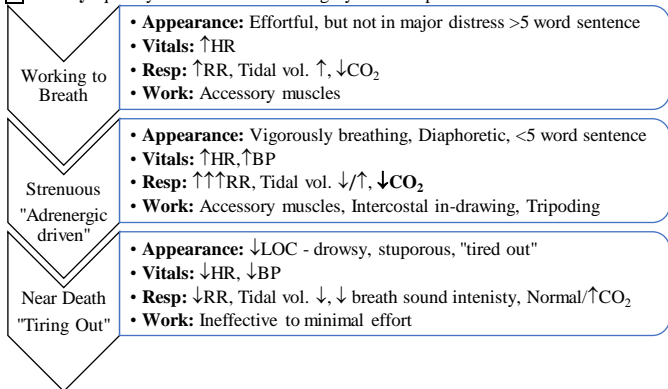 Working to
Breath
• Appearance: Effortful, but not in major distress >5 word sentence
• Vitals: ↑HR
• Resp: ↑RR, Tidal vol. ↑, ↓CO₂
• Work: Accessory muscles
Strenuous
"Adrenergic
driven"
• Appearance: Vigorously breathing, Diaphoretic, <5 word sentence
• Vitals: ↑HR,↑BP
• Resp: ↑↑↑RR, Tidal vol. ↓/↑, ↓CO₂
• Work: Accessory muscles, Intercostal in-drawing, Tripoding
Near Death
"Tiring Out"
• Appearance: ↓LOC - drowsy, stuporous, "tired out"
• Vitals: ↓HR, ↓BP
• Resp: ↓RR, Tidal vol. ↓, ↓ breath sound intenisty, Normal/↑CO₂
• Work: Ineffective to minimal effort